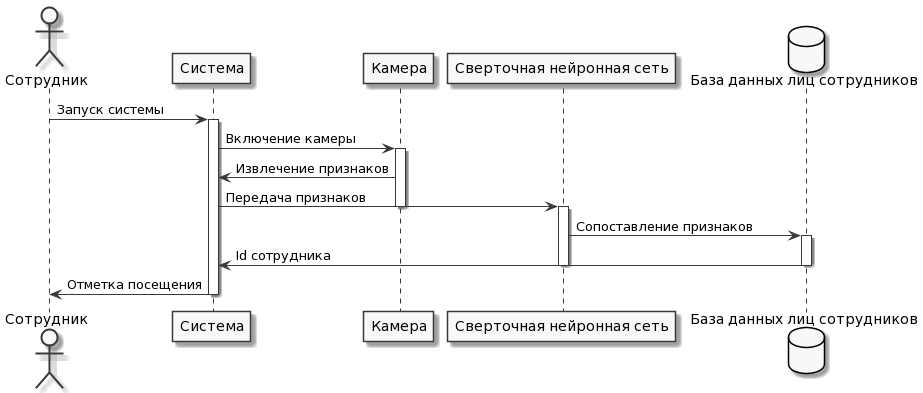 Сотрудник
Система
Камера
Сверточная нейронная сеть
База данных лиц сотрудников
Запуск системы
Включение камеры
Извлечение признаков
Передача признаков
Сопоставление признаков
Id сотрудника
Отметка посещения
Сотрудник
Система
Камера
Сверточная нейронная сеть
База данных лиц сотрудников